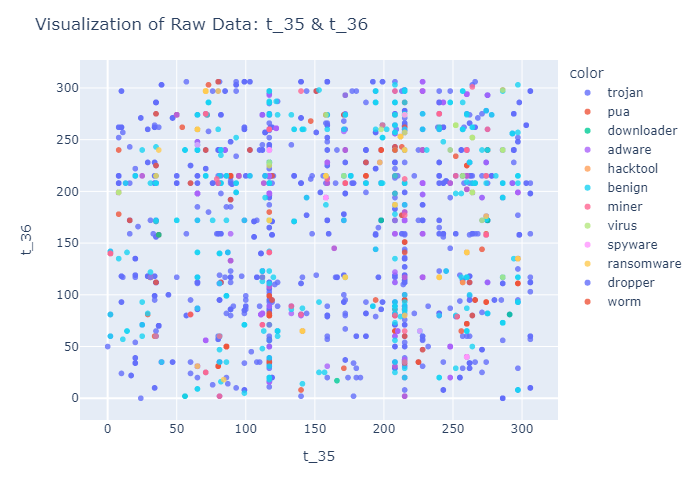 Visualization of Raw Data: t_35 & t_36
color
trojan
pua
downloader
adware
hacktool
benign
miner
virus
spyware
ransomware
dropper
worm
300
250
200
150
100
50
0
t_36
0 50 100 150 200 250 300
t_35